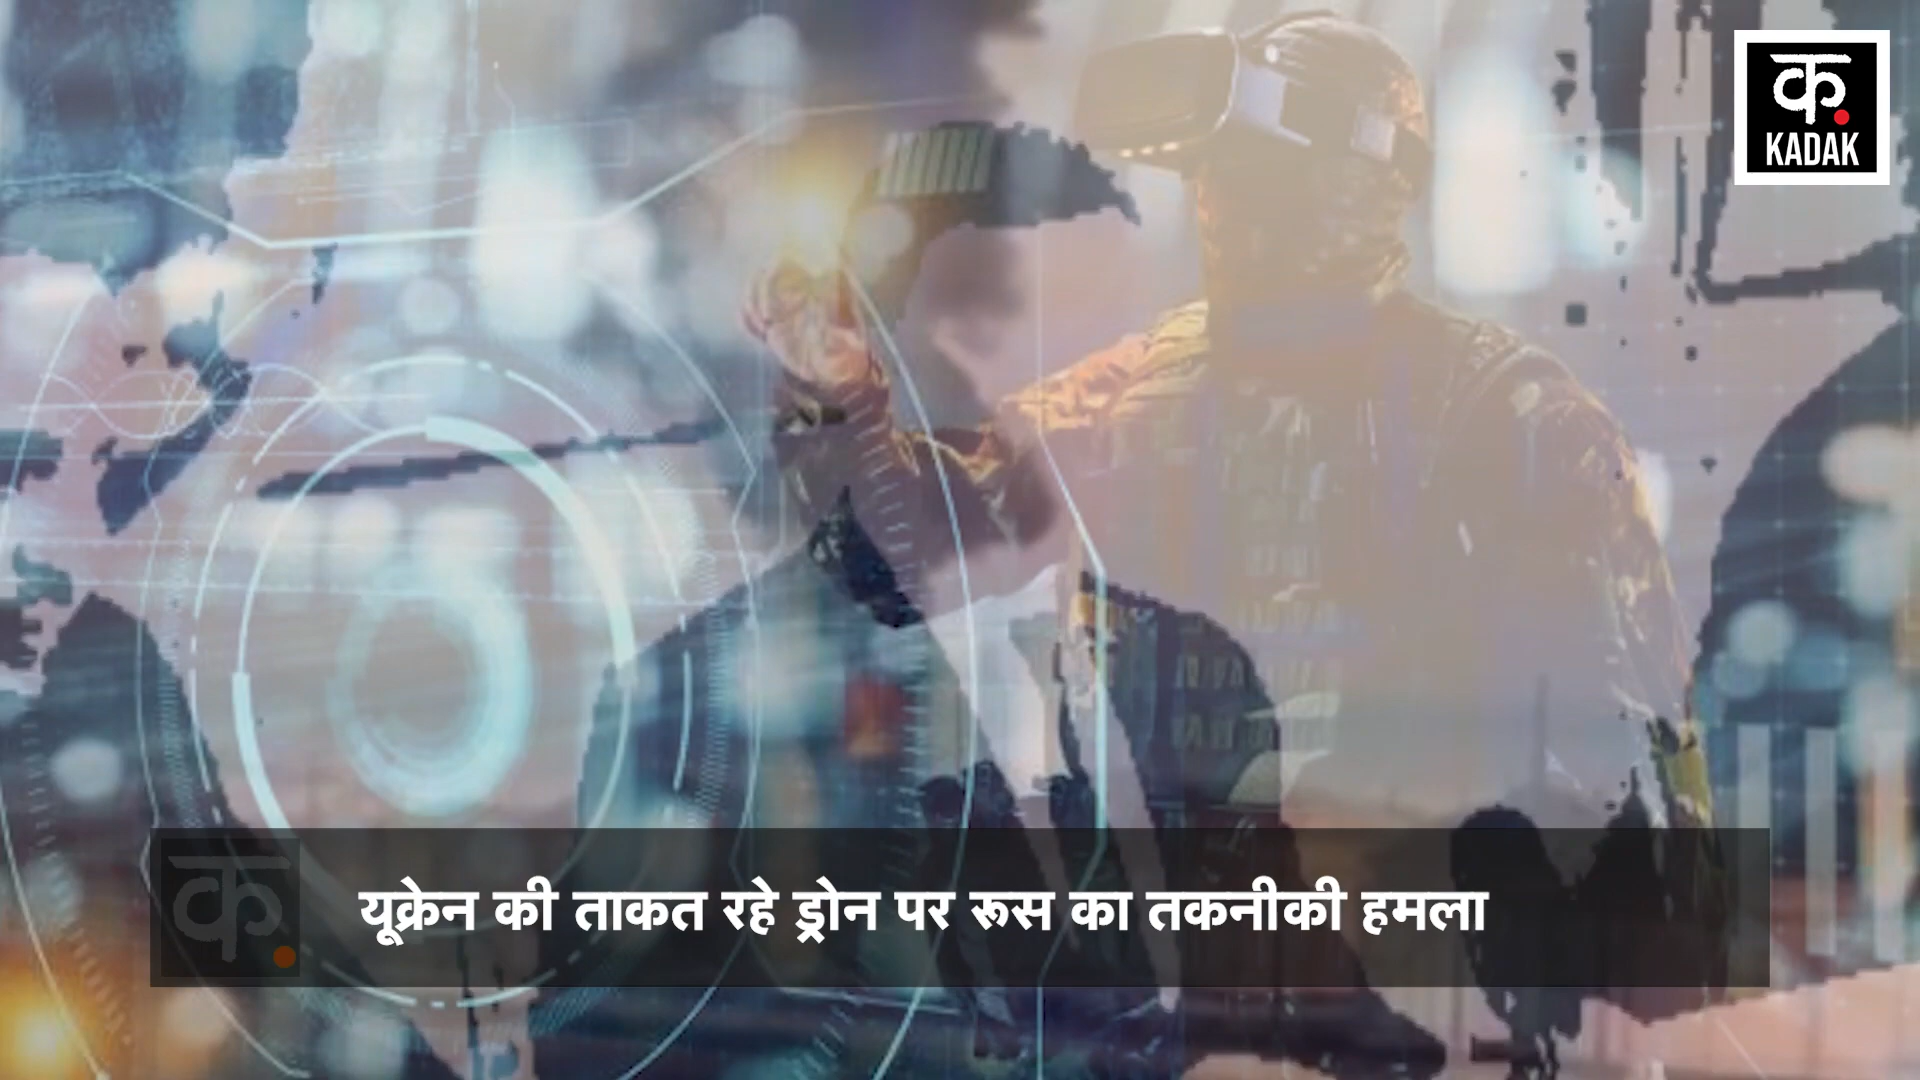 क.
KADAK
क.
यूक्रेन की ताकत रहे ड्रोन पर रूस का तकनीकी हमला